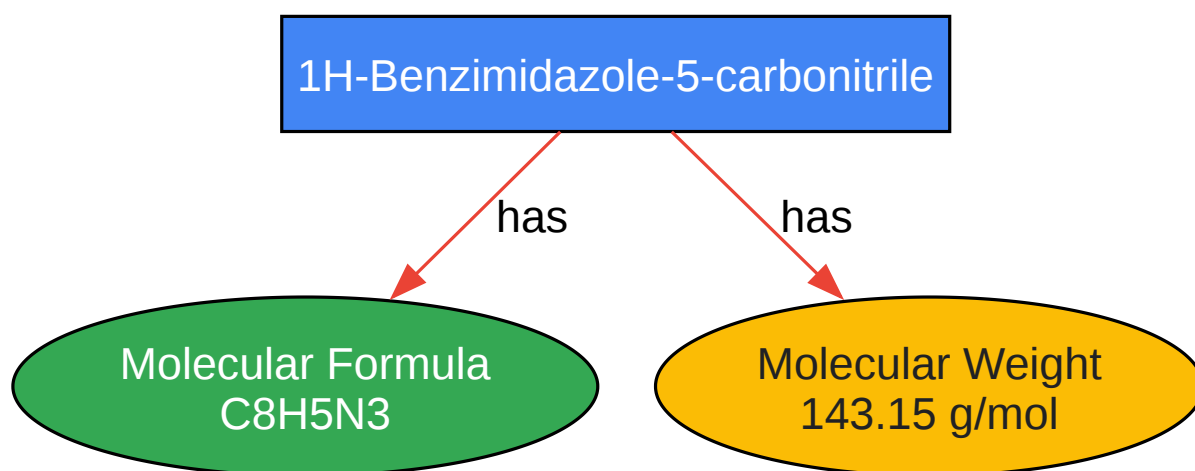 1H-Benzimidazole-5-carbonitrile
has
has
Molecular Formula
C8H5N3
Molecular Weight
143.15 g/mol